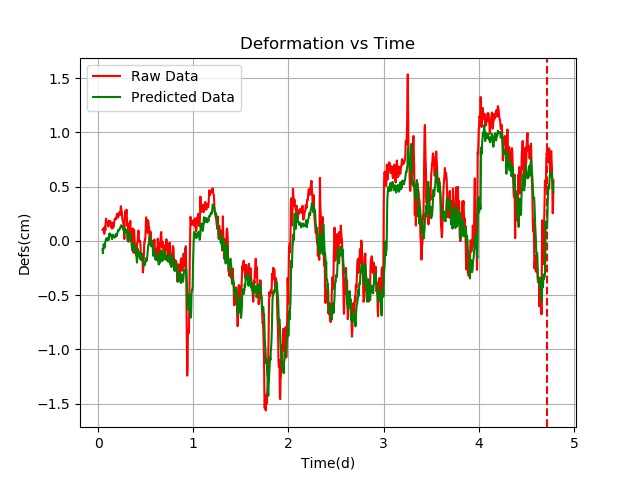 Deformation vs Time
Raw Data
Predicted Data
Defs(cm)
1.5
1.0
0.5
0.0
−0.5
−1.0
−1.5
0 1 2 3 4 5
Time(d)